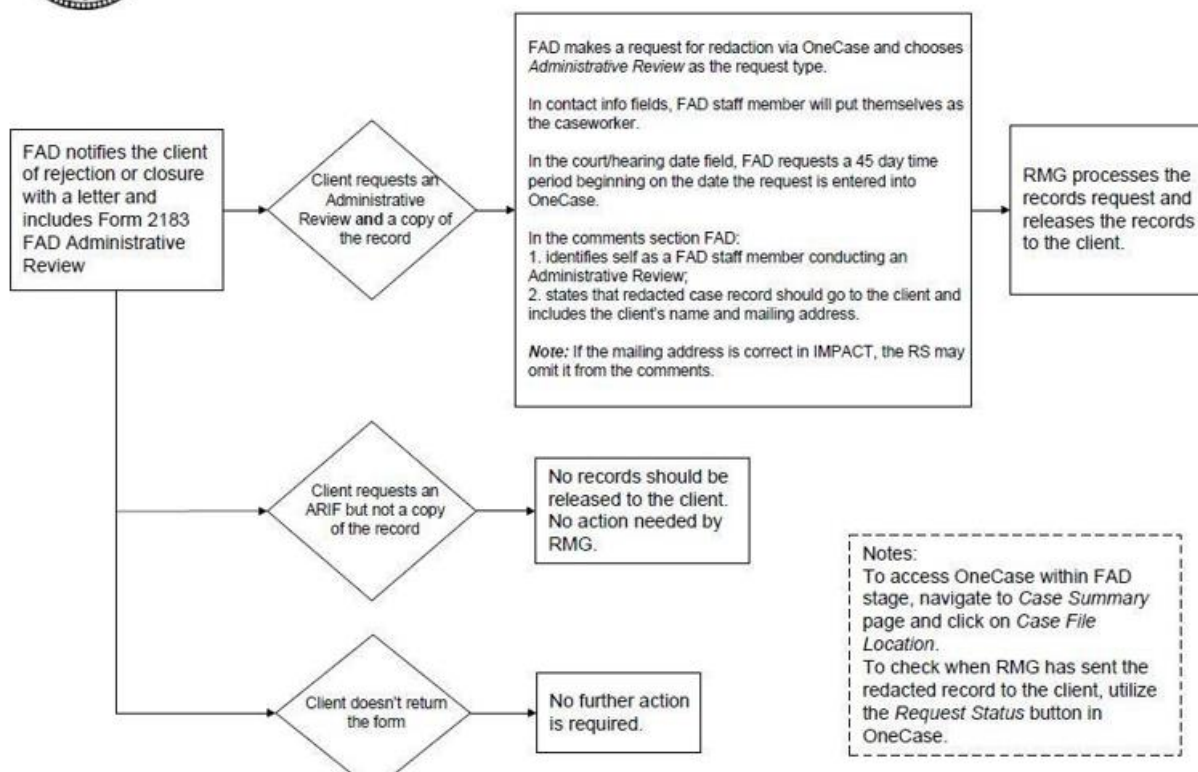 FAD notifies the client
of rejection or closure
with a letter and
includes Form 2183
FAD Administrative
Review
Client requests an
Administrative
Review and a copy of
the record
FAD makes a request for redaction via OneCase and chooses
Administrative Review as the request type.
In contact info fields, FAD staff member will put themselves as
the caseworker.
In the court/hearing date field, FAD requests a 45 day time
period beginning on the date the request is entered into
OneCase.
In the comments section FAD:
1. identifies self as a FAD staff member conducting an
Administrative Review;
2. states that redacted case record should go to the client and
includes the client's name and mailing address.
Note: If the mailing address is correct in IMPACT, the RS may
omit it from the comments.
RMG processes the
records request and
releases the records
to the client.
Client requests an
ARIF but not a copy
of the record
No records should be
released to the client.
No action needed by
RMG.
Client doesn't return
the form
No further action
is required.
Notes:
To access OneCase within FAD
stage, navigate to Case Summary
page and click on Case File
Location.
To check when RMG has sent the
redacted record to the client, utilize
the Request Status button in
OneCase.